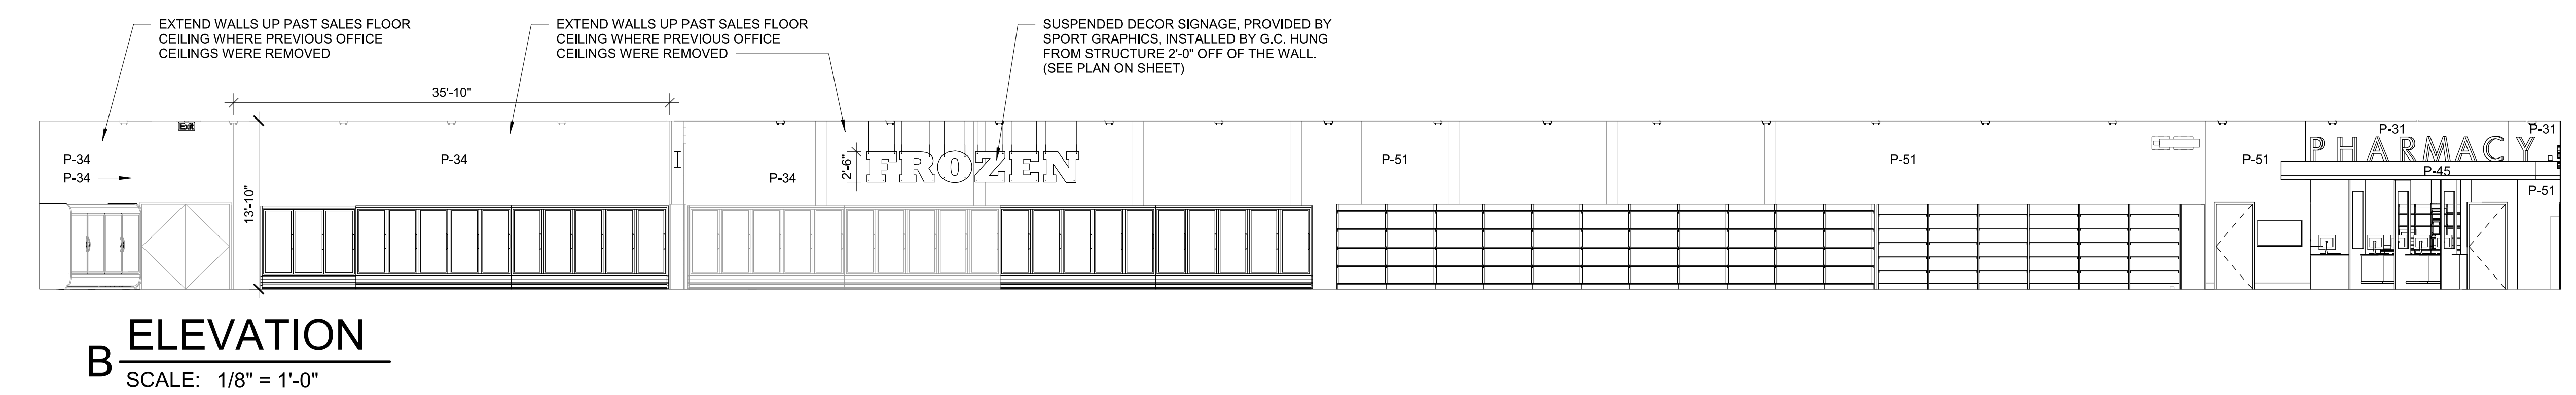 EXTEND WALLS UP PAST SALES FLOOR
CEILING WHERE PREVIOUS OFFICE
CEILINGS WERE REMOVED
EXTEND WALLS UP PAST SALES FLOOR
CEILING WHERE PREVIOUS OFFICE
CEILINGS WERE REMOVED
SUSPENDED DECOR SIGNAGE, PROVIDED BY
SPORT GRAPHICS, INSTALLED BY G.C. HUNG
FROM STRUCTURE 2'-0" OFF OF THE WALL.
(SEE PLAN ON SHEET)
35'-10"
Exit
P-34
P-34
13'-10"
P-34
P-34
2'-6"
FROZEN
P-51
P-51
P-51
P-31
P-31
PHARMACY
P-45
P-51
B ELEVATION
SCALE: 1/8" = 1'-0"